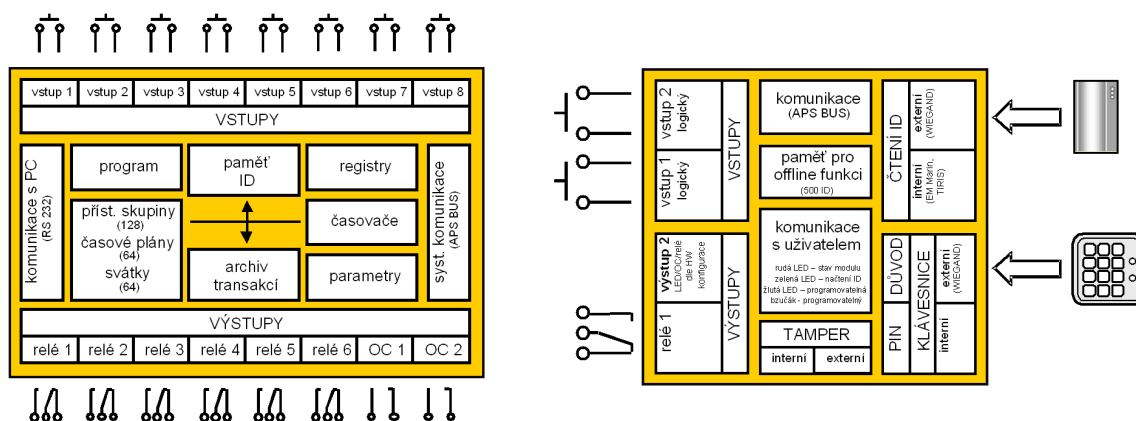 vstup 1 vstup 2 vstup 3 vstup 4 vstup 5 vstup 6 vstup 7 vstup 8
VSTUPY
komunikace s PC
(RS 232)
program
příst. skupiny
(128)
časové plány
(64)
svátky
(64)
paměť
ID
archiv
transakcí
registry
časovače
parametry
syst. komunikace
(APS BUS)
VÝSTUPY
relé 1 relé 2 relé 3 relé 4 relé 5 relé 6 OC 1 OC 2
vstup 2
logický
vstup 1
logický
VSTUPY
výstup 2
LED/OC/relé
dle HW
konfigurace
relé 1
VÝSTUPY
komunikace
(APS BUS)
paměť pro
offline funkci
(500 ID)
komunikace
s uživatelem
rudá LED – stav modulu
zelená LED – načtení ID
žlutá LED – programovatelná
bzučák - programovatelný
TAMPER
interní externí
ČTENÍ ID
externí
(WIEGAND)
interní
(EM Marin,
TIRIS)
PIN
DŮVOD
KLÁVESNICE
externí
(WIEGAND)
interní